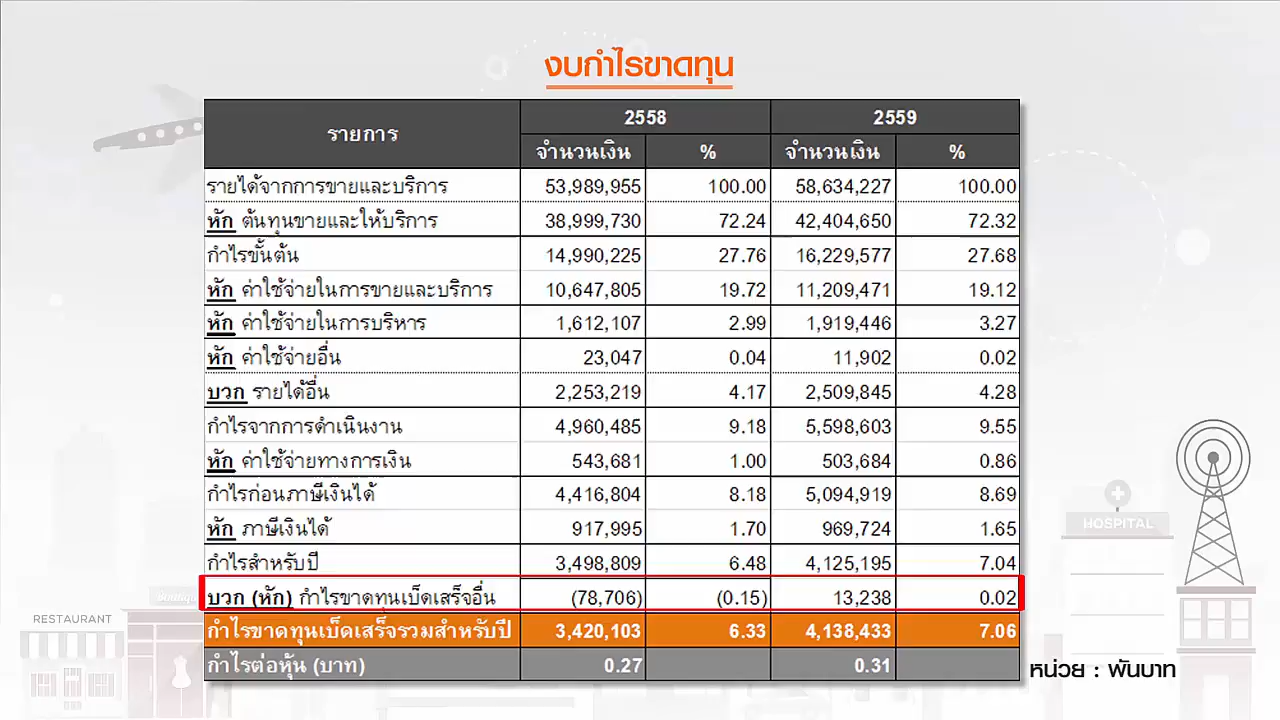 งบกำไรขาดทุน
รายการ 2558 2559
จำนวนเงิน % จำนวนเงิน %
รายได้จากการขายและบริการ 53,989,955 100.00 58,634,227 100.00
หัก ต้นทุนขายและให้บริการ 38,999,730 72.24 42,404,650 72.32
กำไรขั้นต้น 14,990,225 27.76 16,229,577 27.68
หัก ค่าใช้จ่ายในการขายและบริการ 10,647,805 19.72 11,209,471 19.12
หัก ค่าใช้จ่ายในการบริหาร 1,612,107 2.99 1,919,446 3.27
หัก ค่าใช้จ่ายอื่น 23,047 0.04 11,902 0.02
บวก รายได้อื่น 2,253,219 4.17 2,509,845 4.28
กำไรจากการดำเนินงาน 4,960,485 9.18 5,598,603 9.55
หัก ค่าใช้จ่ายทางการเงิน 543,681 1.00 503,684 0.86
กำไรก่อนภาษีเงินได้ 4,416,804 8.18 5,094,919 8.69
หัก ภาษีเงินได้ 917,995 1.70 969,724 1.65
กำไรสำหรับปี 3,498,809 6.48 4,125,195 7.04
บวก (หัก) กำไรขาดทุนเบ็ดเสร็จอื่น (78,706) (0.15) 13,238 0.02
กำไรขาดทุนเบ็ดเสร็จรวมสำหรับปี 3,420,103 6.33 4,138,433 7.06
กำไรต่อหุ้น (บาท) 0.27 0.31
หน่วย : พันบาท
HOSPITAL
RESTAURANT